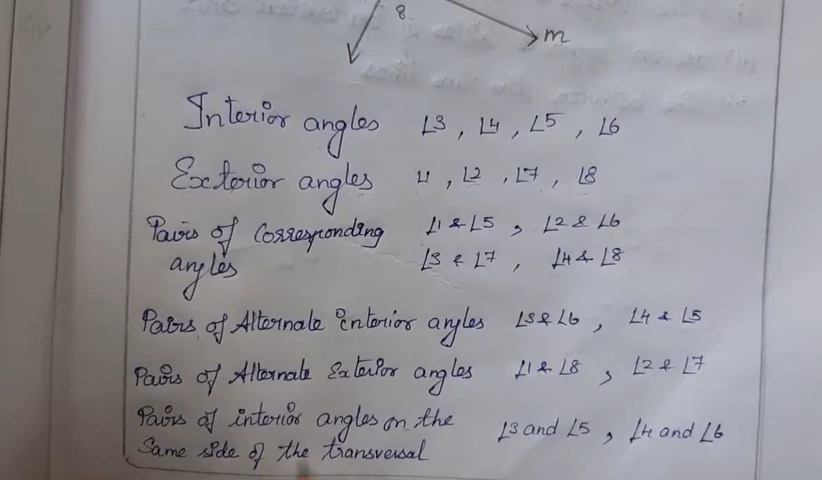 8
m
Interior angles ∠3, ∠4, ∠5, ∠6
Exterior angles ∠1, ∠2, ∠7, ∠8
Pairs of Corresponding ∠1 & ∠5, ∠2 & ∠6
angles ∠3 & ∠7, ∠4 & ∠8
Pairs of Alternate interior angles ∠3 & ∠6, ∠4 & ∠5
Pairs of Alternate Exterior angles ∠1 & ∠8, ∠2 & ∠7
Pairs of interior angles on the ∠3 and ∠5, ∠4 and ∠6
Same side of the transversal